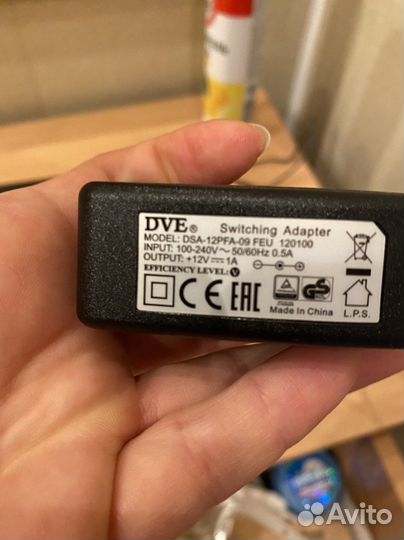 DVE® Switching Adapter
MODEL: DSA-12PFA-09 FEU 120100
INPUT: 100-240V~50/60Hz 0.5A
OUTPUT: +12V⎓1A
EFFICIENCY LEVEL: V
CE EAC GS
Made In China
L.P.S.
Avito